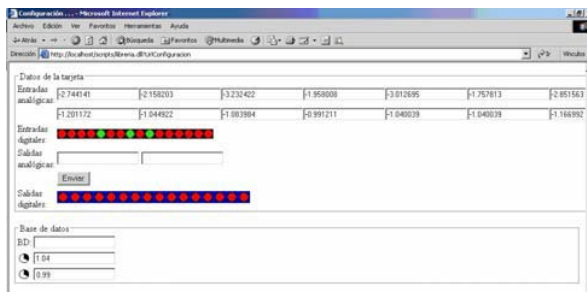 Configuración . . . - Microsoft Internet Explorer
Archivo Edición Ver Favoritos Herramientas Ayuda
Atrás Búsqueda Favoritos Multimedia
Dirección http://localhost/scripts/libreria.dll?UrlConfiguracion Ir Vínculos
Datos de la tarjeta
Entradas analógicas: -2.744141 -2.158203 -3.232422 -1.958008 -3.012695 -1.757813 -2.851563
-1.201172 -1.044922 -1.083984 -0.991211 -1.040039 -1.040039 -1.166992
Entradas digitales:
Salidas analógicas:
Enviar
Salidas digitales:
Base de datos
BD:
1.04
0.99